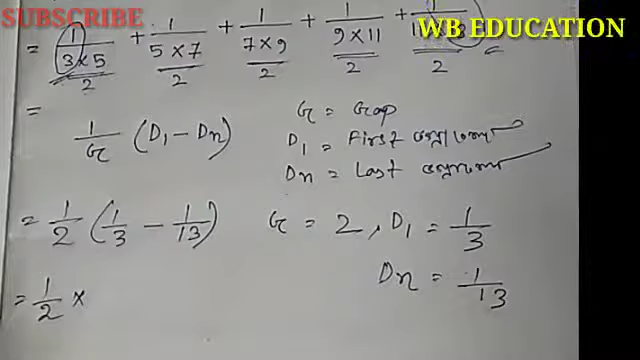 SUBSCRIBE
WB EDUCATION
= 1/(3×5) + 1/(5×7) + 1/(7×9) + 1/(9×11) + 1/
2 2 2 2 2
=
1/G (D1 − Dn) G = Gap
D1 = First
Dn = Last
= 1/2 (1/3 − 1/13) G = 2, D1 = 1/3
= 1/2 × Dn = 1/13